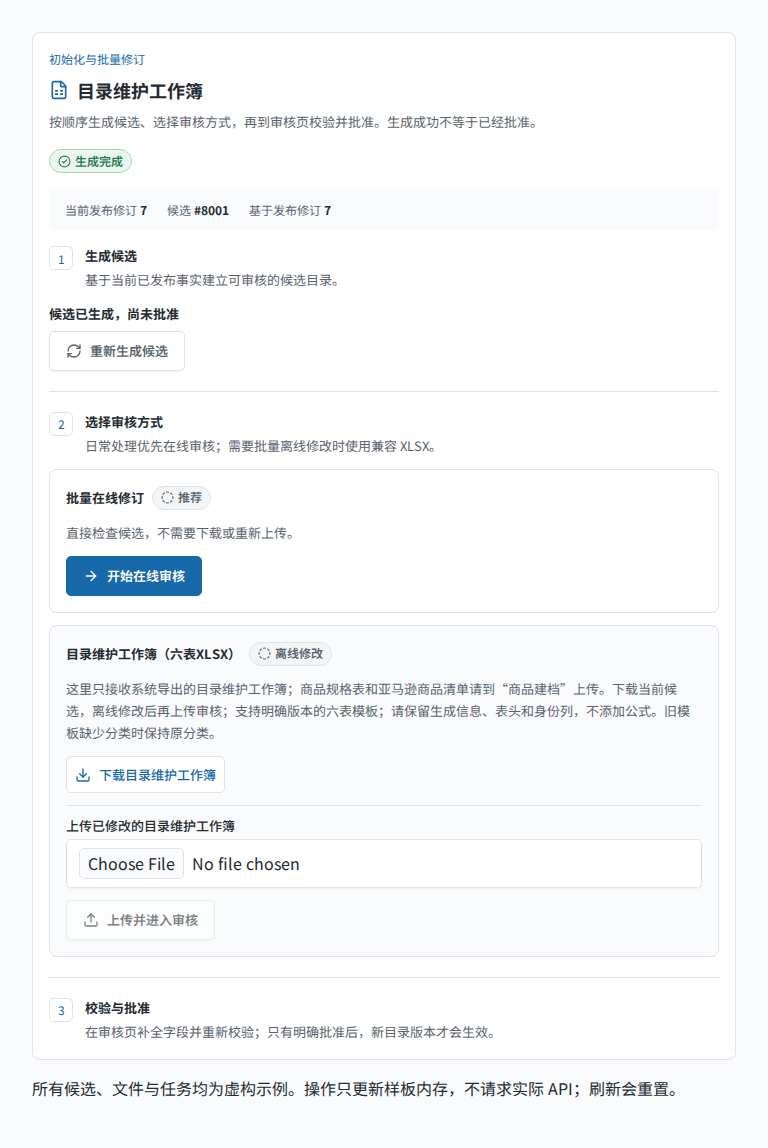 初始化与批量修订
目录维护工作簿
按顺序生成候选、选择审核方式，再到审核页校验并批准。生成成功不等于已经批准。
生成完成
当前发布修订 7 候选 #8001 基于发布修订 7
1 生成候选
基于当前已发布事实建立可审核的候选目录。
候选已生成，尚未批准
重新生成候选
2 选择审核方式
日常处理优先在线审核；需要批量离线修改时使用兼容 XLSX。
批量在线修订 推荐
直接检查候选，不需要下载或重新上传。
开始在线审核
目录维护工作簿（六表XLSX） 离线修改
这里只接收系统导出的目录维护工作簿；商品规格表和亚马逊商品清单请到“商品建档”上传。下载当前候
选，离线修改后再上传审核；支持明确版本的六表模板；请保留生成信息、表头和身份列，不添加公式。旧模
板缺少分类时保持原分类。
下载目录维护工作簿
上传已修改的目录维护工作簿
Choose File No file chosen
上传并进入审核
3 校验与批准
在审核页补全字段并重新校验；只有明确批准后，新目录版本才会生效。
所有候选、文件与任务均为虚构示例。操作只更新样板内存，不请求实际 API；刷新会重置。